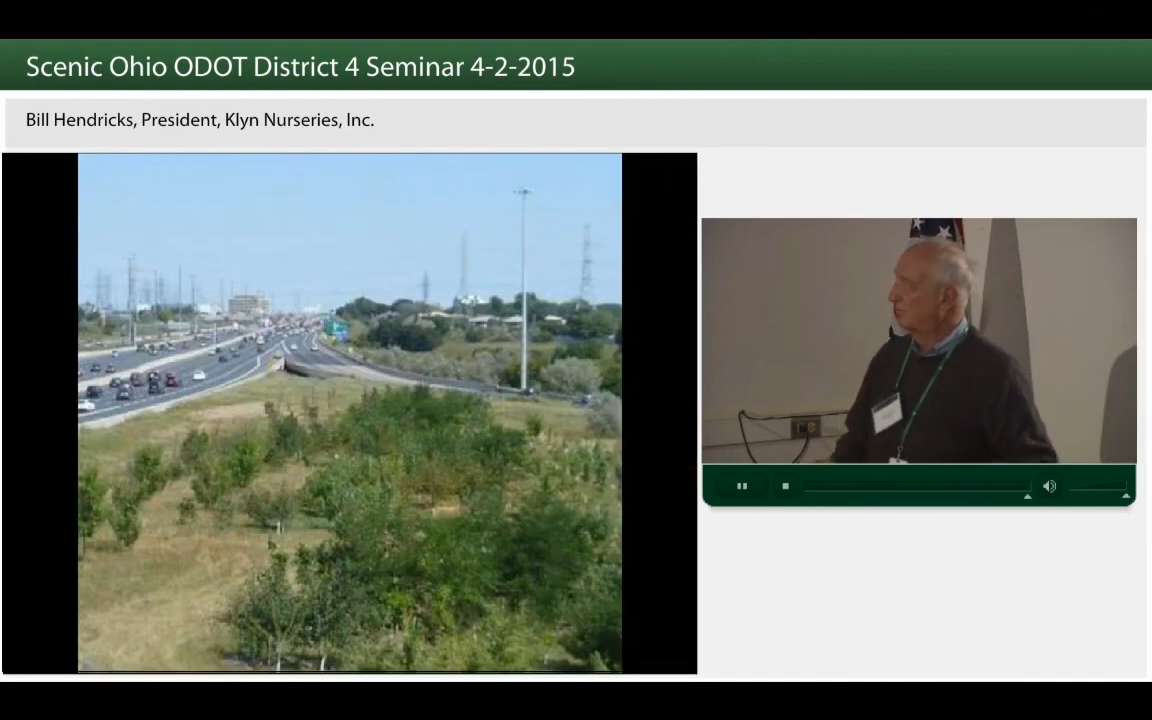 Scenic Ohio ODOT District 4 Seminar 4-2-2015
Bill Hendricks, President, Klyn Nurseries, Inc.